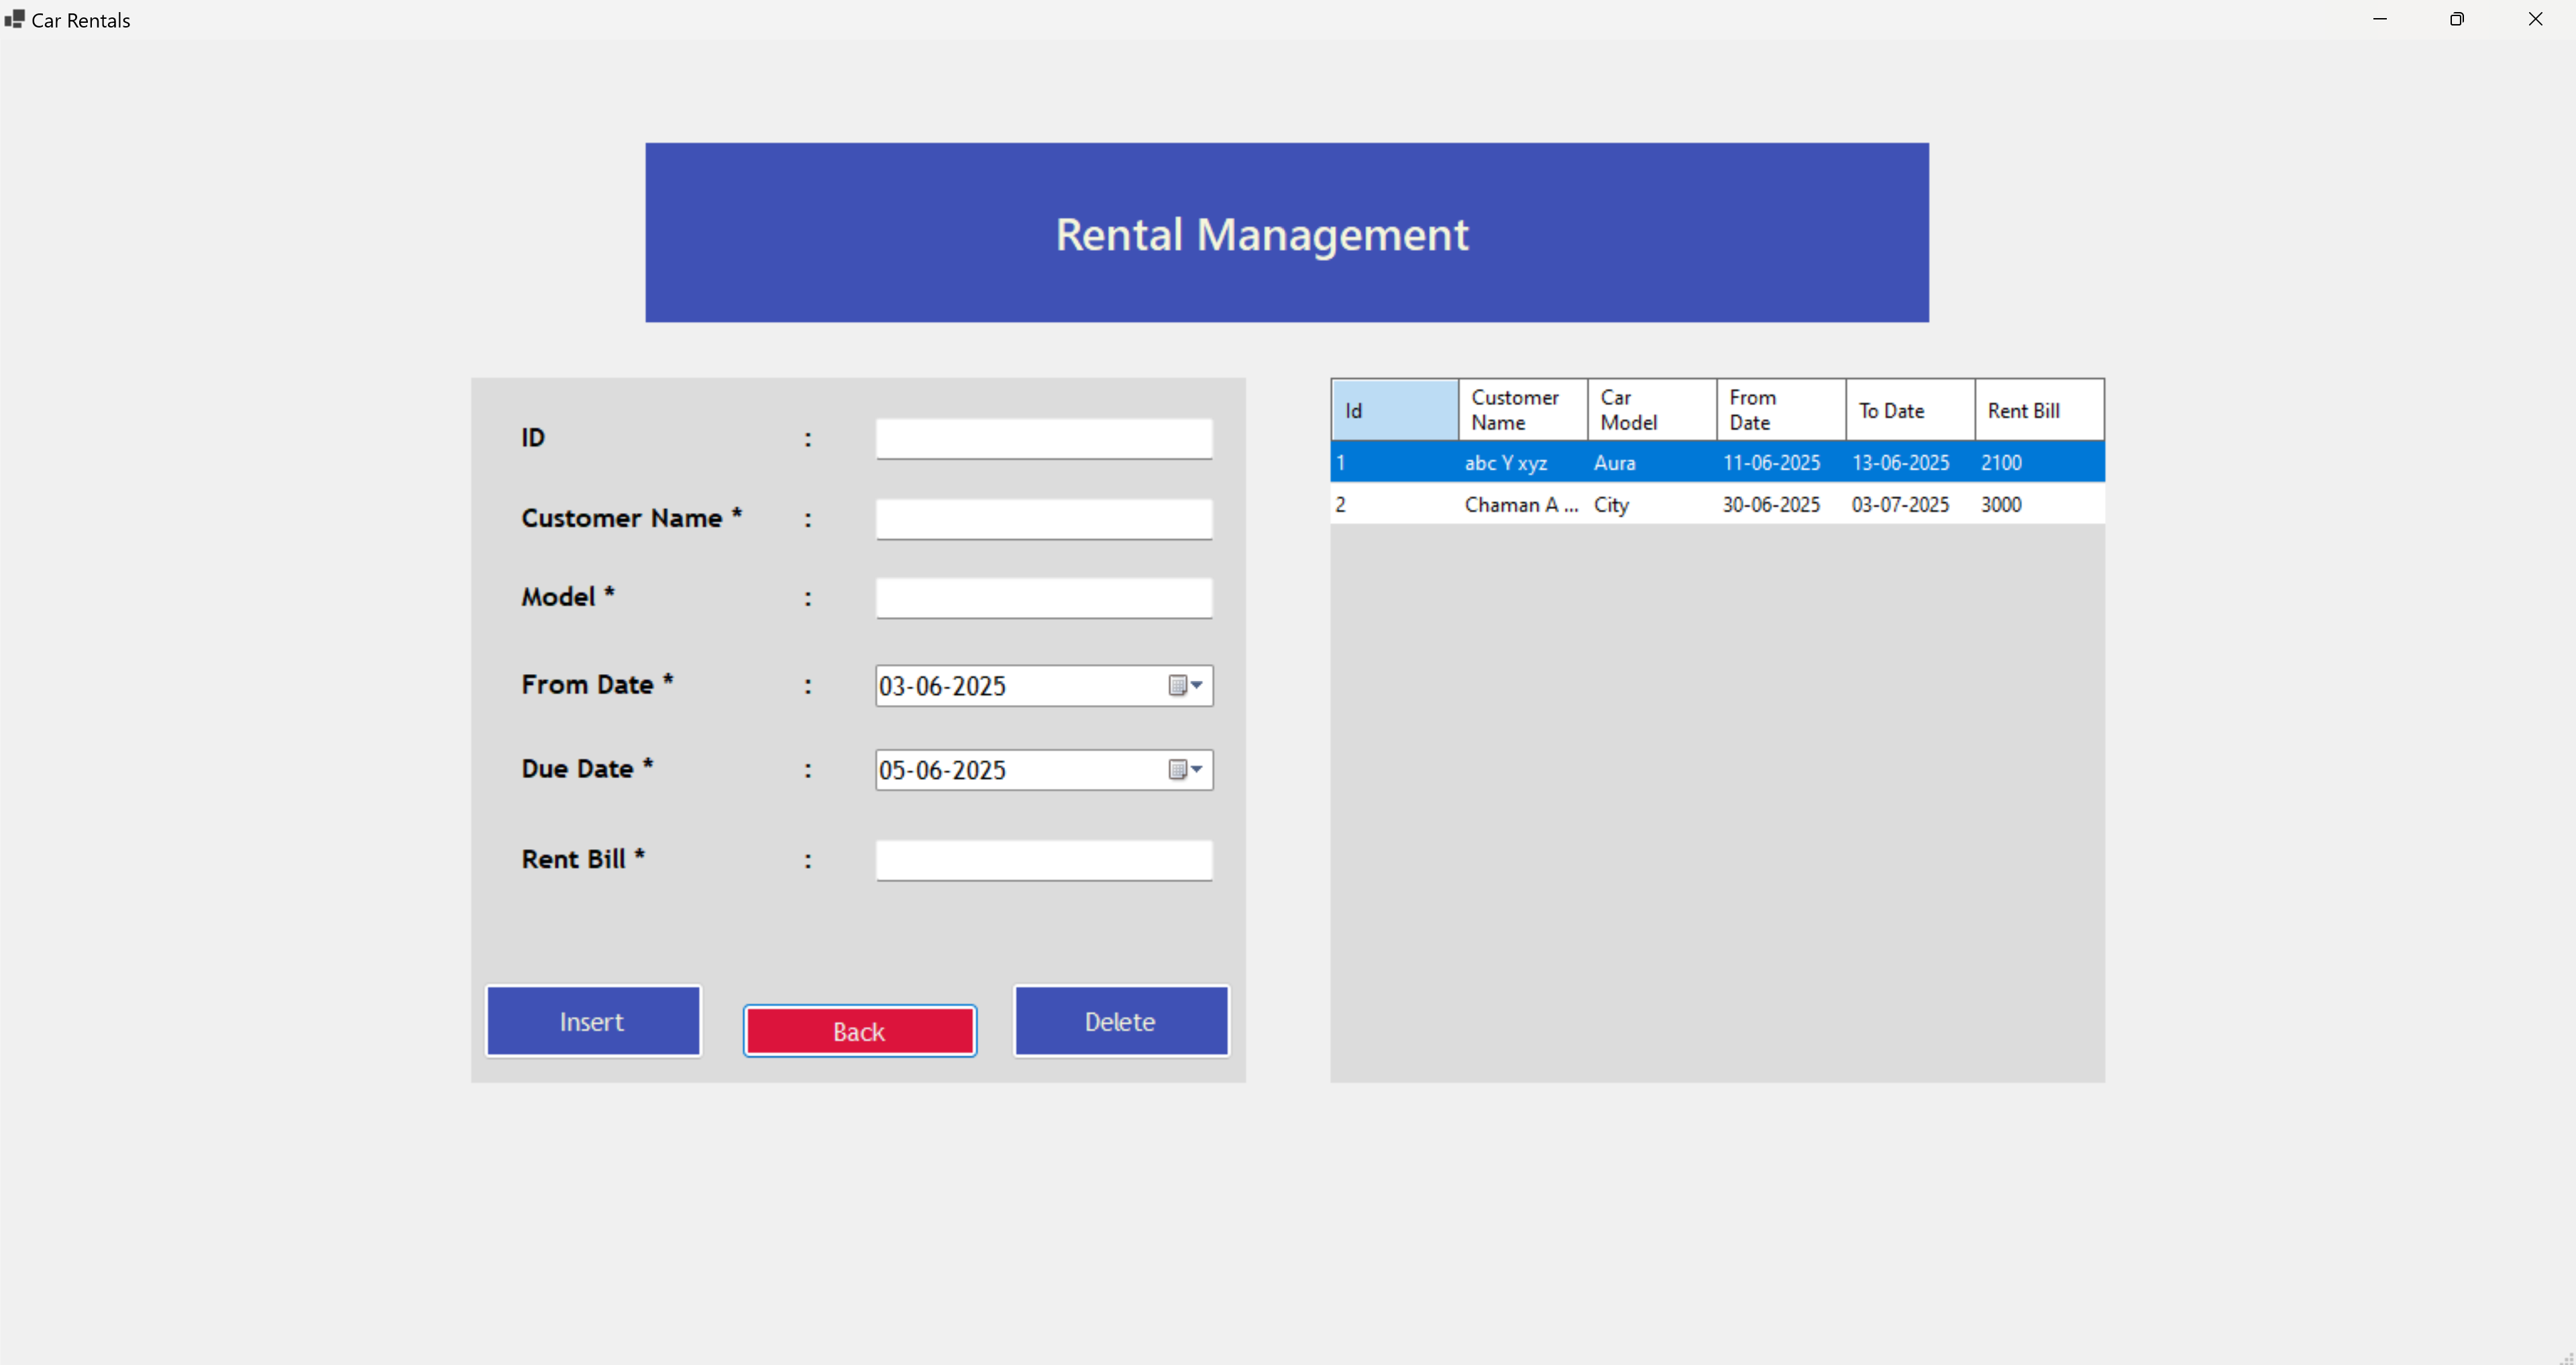 Car Rentals
Rental Management
ID :
Customer Name * :
Model * :
From Date * : 03-06-2025
Due Date * : 05-06-2025
Rent Bill * :
Insert Back Delete
Id Customer Name Car Model From Date To Date Rent Bill
1 abc Y xyz Aura 11-06-2025 13-06-2025 2100
2 Chaman A ... City 30-06-2025 03-07-2025 3000